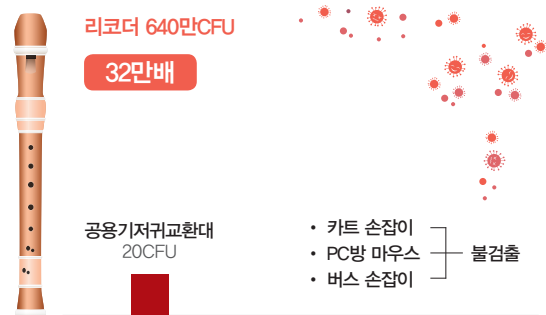 리코더 640만CFU
32만배
공용기저귀교환대
20CFU
• 카트 손잡이
• PC방 마우스
• 버스 손잡이
불검출